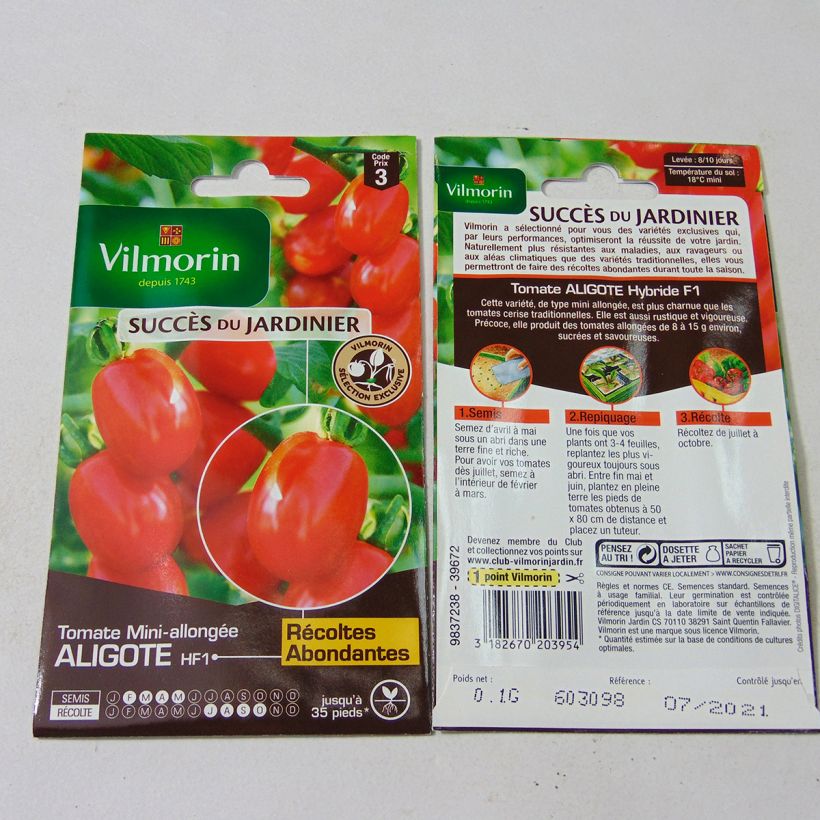 Code
Prix
3
Vilmorin
depuis 1743
SUCCÈS DU JARDINIER
VILMORIN
SÉLECTION EXCLUSIVE
Tomate Mini-allongée
ALIGOTE HF1
Récoltes
Abondantes
SEMIS J F M A M J J A S O N D
RÉCOLTE J F M A M J J A S O N D
jusqu'à
35 pieds*
Levée : 8/10 jours
Température du sol :
18°C mini
Vilmorin
depuis 1743
SUCCÈS DU JARDINIER
Vilmorin a sélectionné pour vous des variétés exclusives qui,
par leurs performances, optimiseront la réussite de votre jardin.
Naturellement plus résistantes aux maladies, aux ravageurs ou
aux aléas climatiques que des variétés traditionnelles, elles vous
permettront de faire des récoltes abondantes durant toute la saison.
Tomate ALIGOTE Hybride F1
Cette variété, de type mini allongée, est plus charnue que les
tomates cerise traditionnelles. Elle est aussi rustique et vigoureuse.
Précoce, elle produit des tomates allongées de 8 à 15 g environ,
sucrées et savoureuses.
1.Semis
Semez d'avril à mai
sous un abri dans une
terre fine et riche.
Pour avoir vos tomates
dès juillet, semez à
l'intérieur de février
à mars.
2.Repiquage
Une fois que vos
plants ont 3-4 feuilles,
replantez les plus vi-
goureux toujours sous
abri. Entre fin mai et
juin, plantez en pleine
terre les pieds de
tomates obtenus à 50
x 80 cm de distance et
placez un tuteur.
3.Récolte
Récoltez de juillet à
octobre.
Devenez membre du Club
et collectionnez vos points sur
www.club-vilmorinjardin.fr
1 point Vilmorin
9837238 - 39672
3 182670 203954
PENSEZ
AU TRI !
DOSETTE
A JETER
SACHET
PAPIER
A RECYCLER
CONSIGNE POUVANT VARIER LOCALEMENT > WWW.CONSIGNESDETRI.FR
Règles et normes CE. Semences standard. Semences
à usage familial. Leur germination est contrôlée
périodiquement en laboratoire sur échantillons de
référence jusqu'à la date limite de vente indiquée.
Vilmorin Jardin CS 70110 38291 Saint Quentin Fallavier.
Vilmorin est une marque sous licence Vilmorin.
* Quantité estimée sur la base de conditions de cultures
optimales.
Crédits photos DIGITALICE* - Reproduction même partielle interdite
Poids net :
0.1G
Référence :
603098
Contrôlé jusqu'en
07/2021